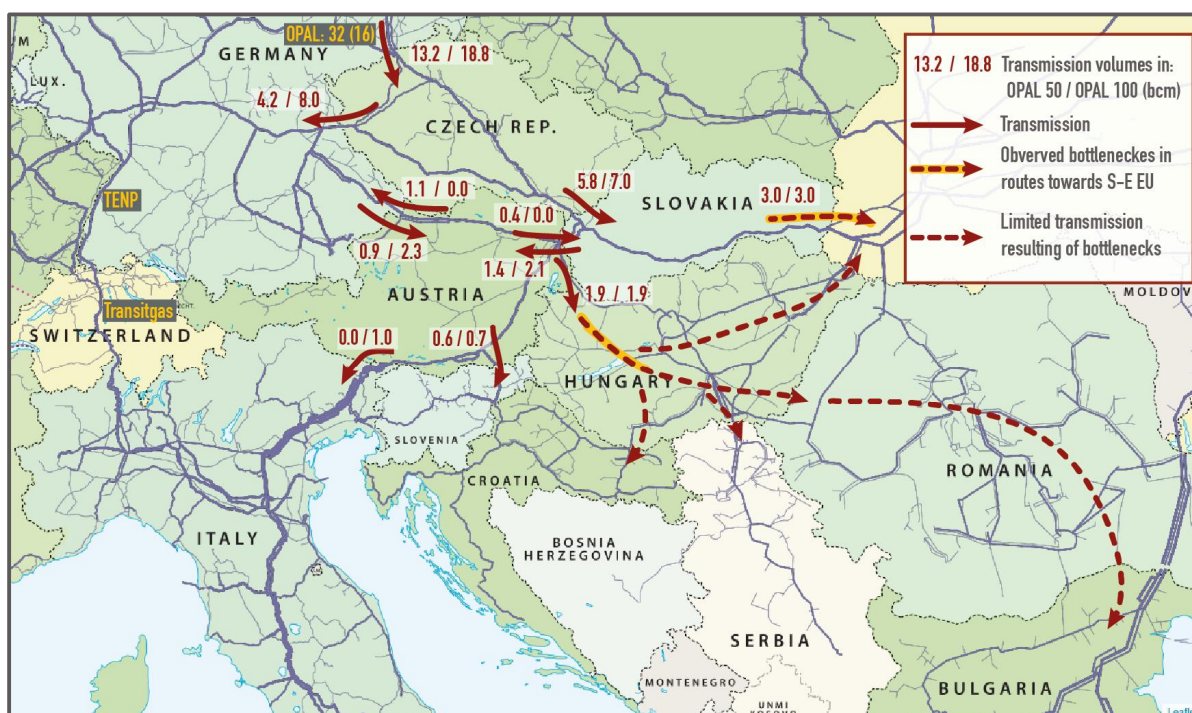 M
LUX.
GERMANY
OPAL: 32 (16)
13.2 / 18.8
4.2 / 8.0
CZECH REP.
TENP
1.1 / 0.0
0.9 / 2.3
0.4 / 0.0
5.8 / 7.0
SLOVAKIA
3.0 / 3.0
1.4 / 2.1
AUSTRIA
1.9 / 1.9
Transitgas
SWITZERLAND
0.0 / 1.0
0.6 / 0.7
HUNGARY
SLOVENIA
CROATIA
ROMANIA
MOLDOV
ITALY
BOSNIA
HERZEGOVINA
SERBIA
MONTENEGRO
UNMI
KOSOVO
BULGARIA
Leafle
13.2 / 18.8 Transmission volumes in:
OPAL 50 / OPAL 100 (bcm)
Transmission
Obverved bottleneckes in
routes towards S-E EU
Limited transmission
resulting of bottlenecks